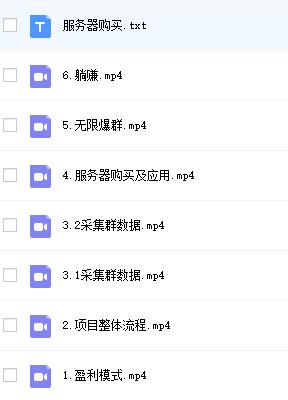 服务器购买.txt
6.躺赚.mp4
5.无限爆群.mp4
4.服务器购买及应用.mp4
3.2采集群数据.mp4
3.1采集群数据.mp4
2.项目整体流程.mp4
1.盈利模式.mp4